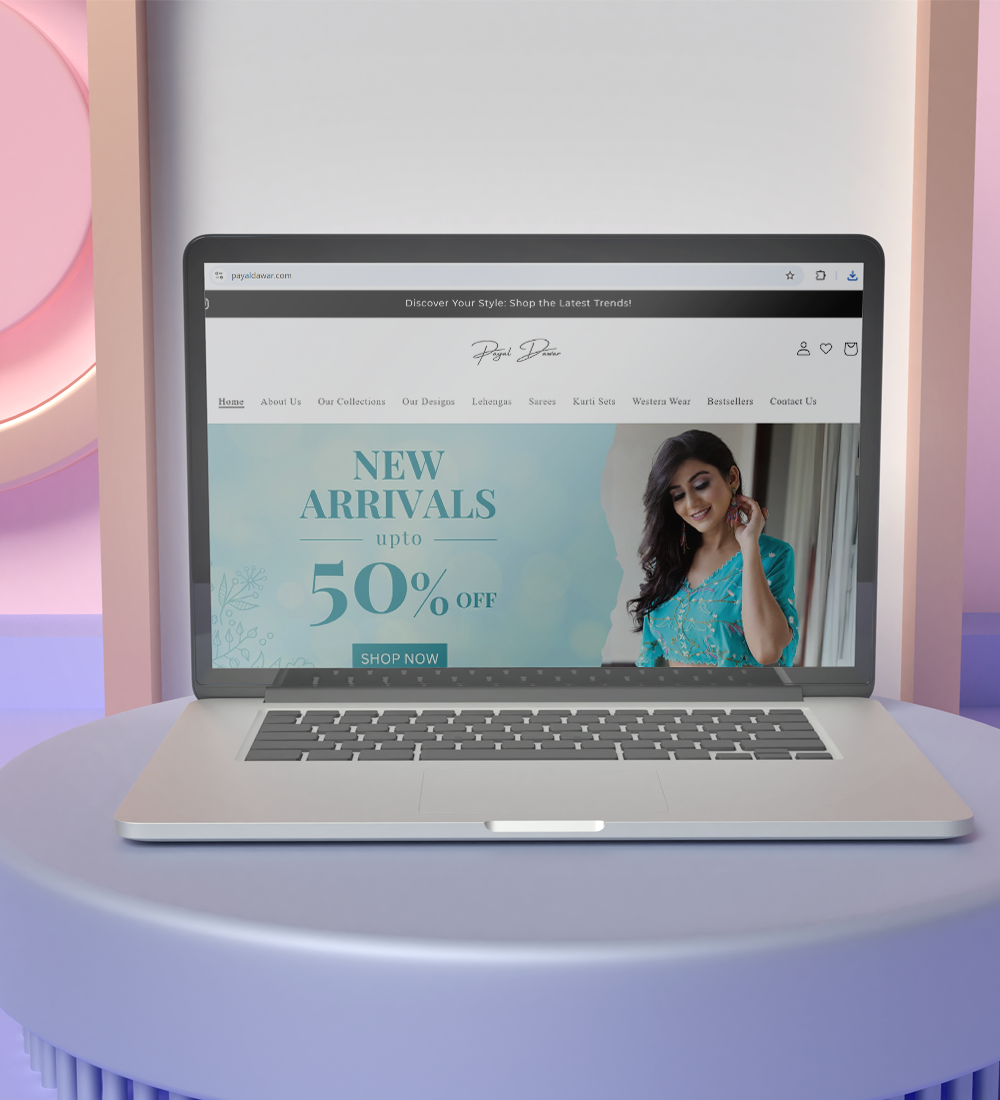 payaldawar.com
Discover Your Style: Shop the Latest Trends!
Payal Dawar
Home About Us Our Collections Our Designs Lehengas Sarees Kurti Sets Western Wear Bestsellers Contact Us
NEW
ARRIVALS
upto
50% OFF
SHOP NOW